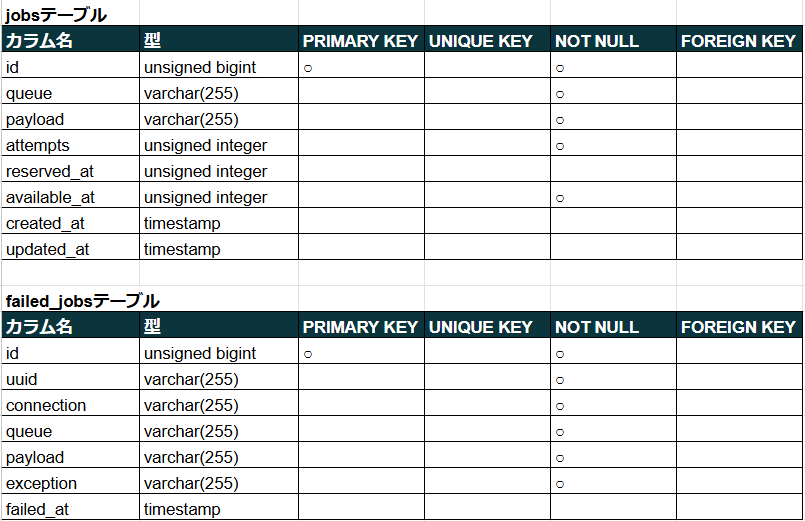 jobsテーブル
カラム名 型 PRIMARY KEY UNIQUE KEY NOT NULL FOREIGN KEY
id unsigned bigint ○ ○
queue varchar(255) ○
payload varchar(255) ○
attempts unsigned integer ○
reserved_at unsigned integer
available_at unsigned integer ○
created_at timestamp
updated_at timestamp
failed_jobsテーブル
カラム名 型 PRIMARY KEY UNIQUE KEY NOT NULL FOREIGN KEY
id unsigned bigint ○ ○
uuid varchar(255) ○
connection varchar(255) ○
queue varchar(255) ○
payload varchar(255) ○
exception varchar(255) ○
failed_at timestamp